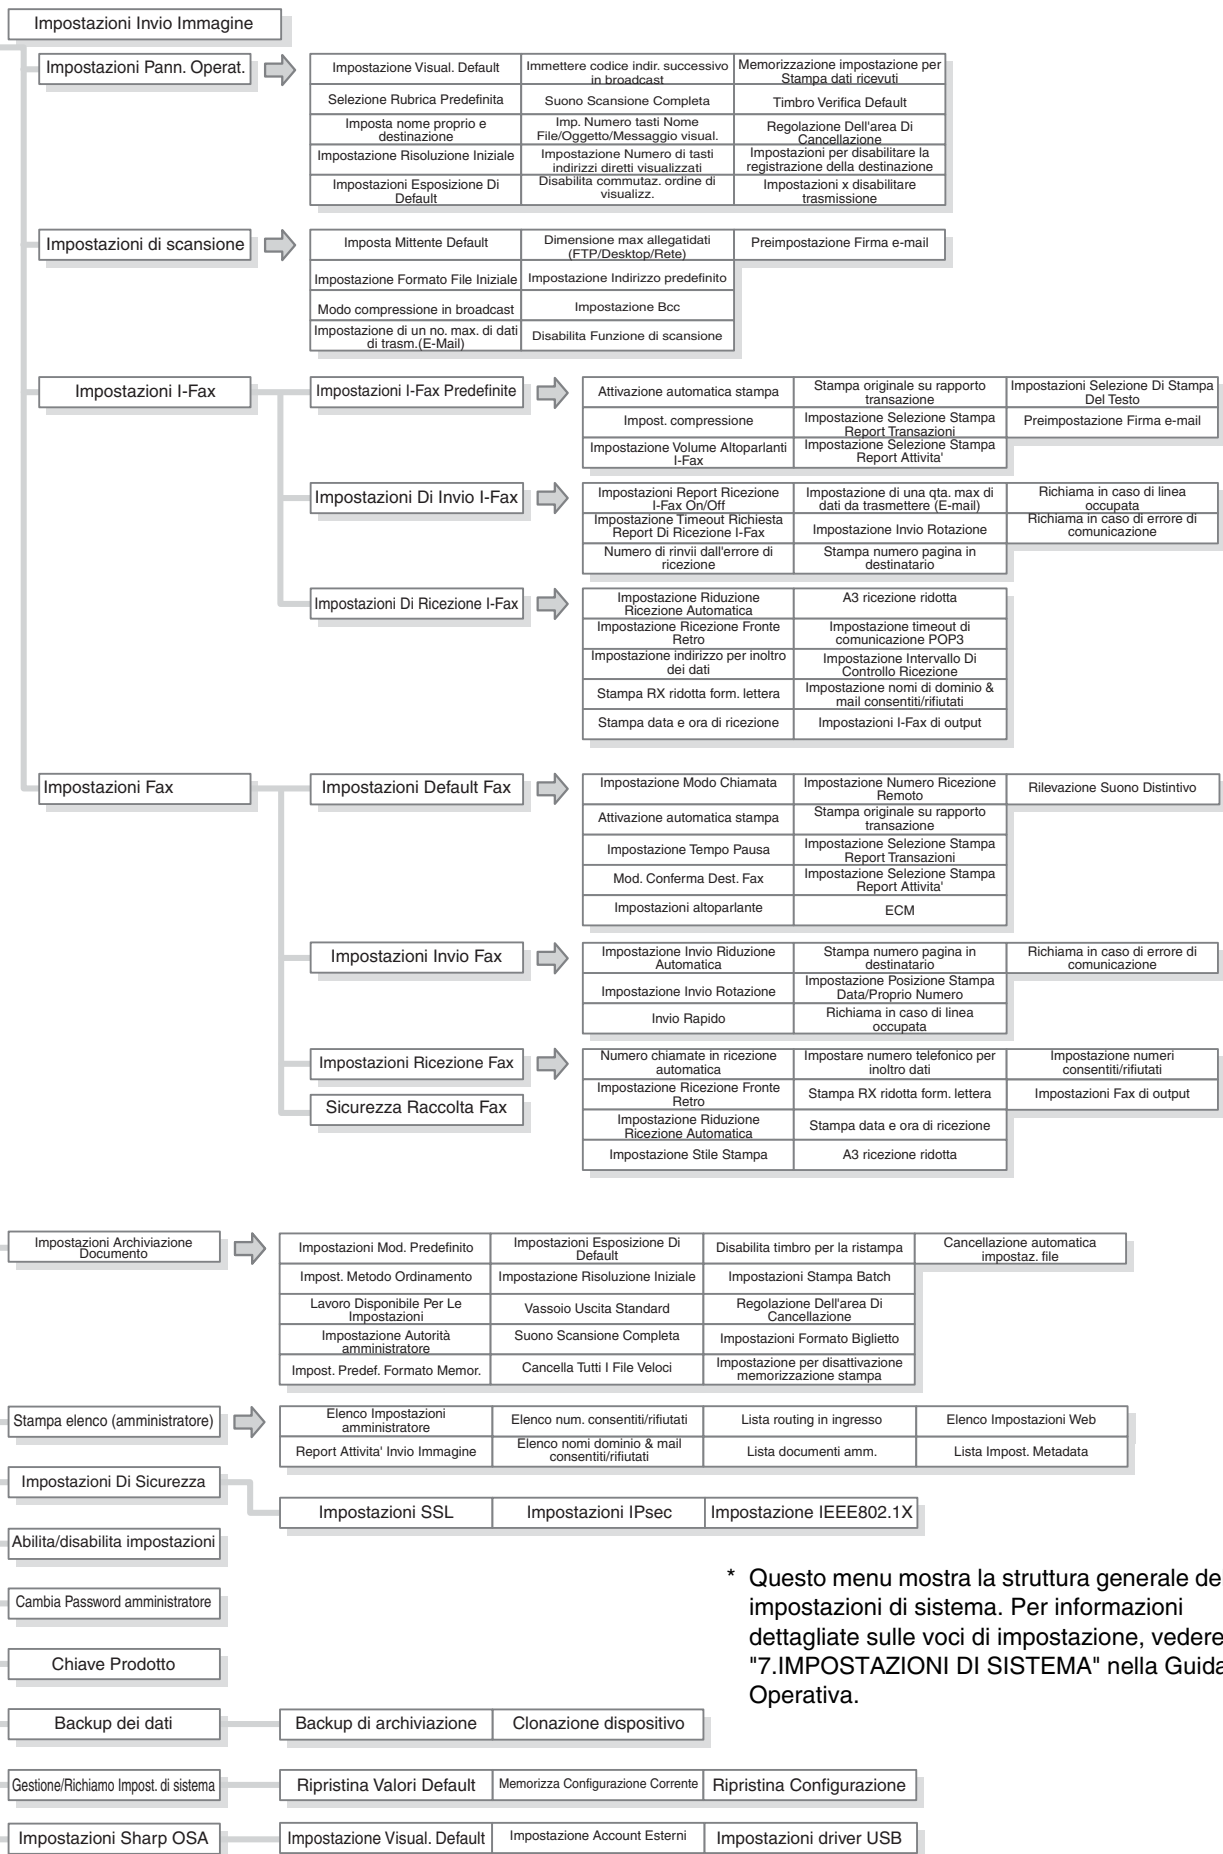 Impostazioni Invio Immagine
Impostazioni Pann. Operat.
Impostazione Visual. Default
Immettere codice indir. successivo
in broadcast
Memorizzazione impostazione per
Stampa dati ricevuti
Selezione Rubrica Predefinita
Suono Scansione Completa
Timbro Verifica Default
Imposta nome proprio e
destinazione
Imp. Numero tasti Nome
File/Oggetto/Messaggio visual.
Regolazione Dell'area Di
Cancellazione
Impostazione Risoluzione Iniziale
Impostazione Numero di tasti
indirizzi diretti visualizzati
Impostazioni per disabilitare la
registrazione della destinazione
Impostazioni Esposizione Di
Default
Disabilita commutaz. ordine di
visualizz.
Impostazioni x disabilitare
trasmissione
Impostazioni di scansione
Imposta Mittente Default
Dimensione max allegatidati
(FTP/Desktop/Rete)
Preimpostazione Firma e-mail
Impostazione Formato File Iniziale
Impostazione Indirizzo predefinito
Modo compressione in broadcast
Impostazione Bcc
Impostazione di un no. max. di dati
di trasm.(E-Mail)
Disabilita Funzione di scansione
Impostazioni I-Fax
Impostazioni I-Fax Predefinite
Attivazione automatica stampa
Stampa originale su rapporto
transazione
Impostazioni Selezione Di Stampa
Del Testo
Impost. compressione
Impostazione Selezione Stampa
Report Transazioni
Preimpostazione Firma e-mail
Impostazione Volume Altoparlanti
I-Fax
Impostazione Selezione Stampa
Report Attivita'
Impostazioni Di Invio I-Fax
Impostazioni Report Ricezione
I-Fax On/Off
Impostazione di una qta. max di
dati da trasmettere (E-mail)
Richiama in caso di linea
occupata
Impostazione Timeout Richiesta
Report Di Ricezione I-Fax
Impostazione Invio Rotazione
Richiama in caso di errore di
comunicazione
Numero di rinvii dall'errore di
ricezione
Stampa numero pagina in
destinatario
Impostazioni Di Ricezione I-Fax
Impostazione Riduzione
Ricezione Automatica
A3 ricezione ridotta
Impostazione Ricezione Fronte
Retro
Impostazione timeout di
comunicazione POP3
Impostazione indirizzo per inoltro
dei dati
Impostazione Intervallo Di
Controllo Ricezione
Stampa RX ridotta form. lettera
Impostazione nomi di dominio &
mail consentiti/rifiutati
Stampa data e ora di ricezione
Impostazioni I-Fax di output
Impostazioni Fax
Impostazioni Default Fax
Impostazione Modo Chiamata
Impostazione Numero Ricezione
Remoto
Rilevazione Suono Distintivo
Attivazione automatica stampa
Stampa originale su rapporto
transazione
Impostazione Tempo Pausa
Impostazione Selezione Stampa
Report Transazioni
Mod. Conferma Dest. Fax
Impostazione Selezione Stampa
Report Attivita'
Impostazioni altoparlante
ECM
Impostazioni Invio Fax
Impostazione Invio Riduzione
Automatica
Stampa numero pagina in
destinatario
Richiama in caso di errore di
comunicazione
Impostazione Invio Rotazione
Impostazione Posizione Stampa
Data/Proprio Numero
Invio Rapido
Richiama in caso di linea
occupata
Impostazioni Ricezione Fax
Numero chiamate in ricezione
automatica
Impostare numero telefonico per
inoltro dati
Impostazione numeri
consentiti/rifiutati
Impostazione Ricezione Fronte
Retro
Stampa RX ridotta form. lettera
Impostazioni Fax di output
Sicurezza Raccolta Fax
Impostazione Riduzione
Ricezione Automatica
Stampa data e ora di ricezione
Impostazione Stile Stampa
A3 ricezione ridotta
Impostazioni Archiviazione
Documento
Impostazioni Mod. Predefinito
Impostazioni Esposizione Di
Default
Disabilita timbro per la ristampa
Cancellazione automatica
impostaz. file
Impost. Metodo Ordinamento
Impostazione Risoluzione Iniziale
Impostazioni Stampa Batch
Lavoro Disponibile Per Le
Impostazioni
Vassoio Uscita Standard
Regolazione Dell'area Di
Cancellazione
Impostazione Autorità
amministratore
Suono Scansione Completa
Impostazioni Formato Biglietto
Impost. Predef. Formato Memor.
Cancella Tutti I File Veloci
Impostazione per disattivazione
memorizzazione stampa
Stampa elenco (amministratore)
Elenco Impostazioni
amministratore
Elenco num. consentiti/rifiutati
Lista routing in ingresso
Elenco Impostazioni Web
Report Attivita' Invio Immagine
Elenco nomi dominio & mail
consentiti/rifiutati
Lista documenti amm.
Lista Impost. Metadata
Impostazioni Di Sicurezza
Impostazioni SSL
Impostazioni IPsec
Impostazione IEEE802.1X
Abilita/disabilita impostazioni
Cambia Password amministratore
Chiave Prodotto
* Questo menu mostra la struttura generale de
impostazioni di sistema. Per informazioni
dettagliate sulle voci di impostazione, vedere
"7.IMPOSTAZIONI DI SISTEMA" nella Guida
Operativa.
Backup dei dati
Backup di archiviazione
Clonazione dispositivo
Gestione/Richiamo Impost. di sistema
Ripristina Valori Default
Memorizza Configurazione Corrente
Ripristina Configurazione
Impostazioni Sharp OSA
Impostazione Visual. Default
Impostazione Account Esterni
Impostazioni driver USB